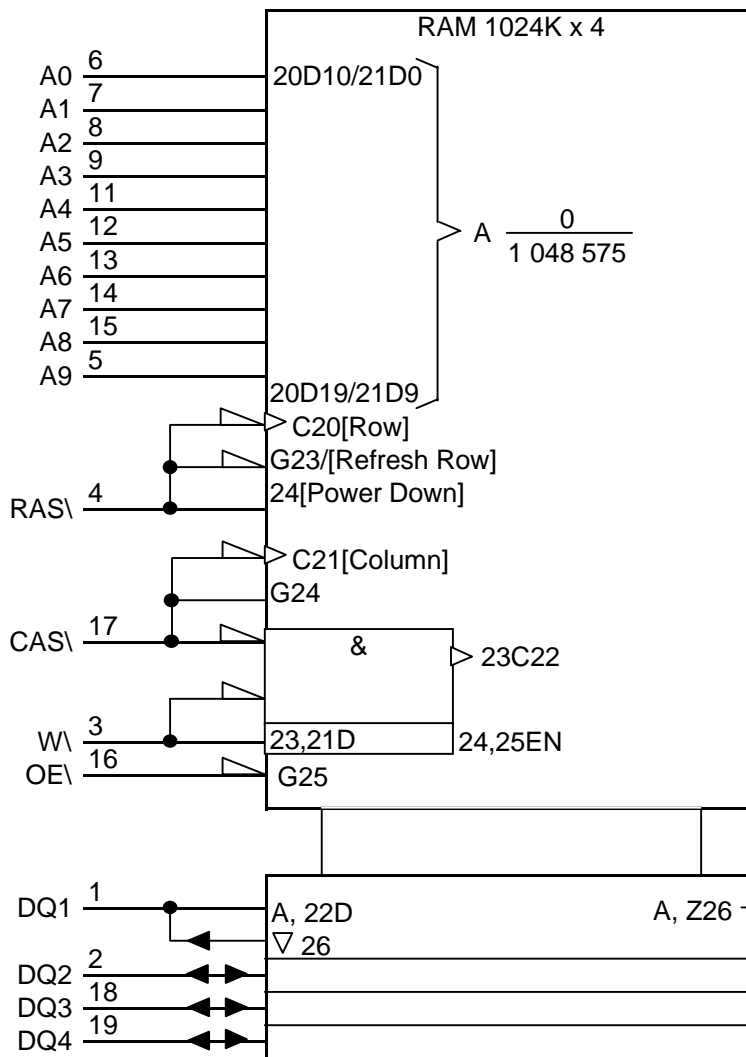 RAM 1024K x 4
A0 6 20D10/21D0
A1 7
A2 8
A3 9
A4 11
A5 12
A6 13
A7 14
A8 15
A9 5
A 0
1 048 575
20D19/21D9
C20[Row]
G23/[Refresh Row]
RAS\ 4 24[Power Down]
C21[Column]
G24
CAS\ 17 & 23C22
W\ 3 23,21D 24,25EN
OE\ 16 G25
DQ1 1 A, 22D A, Z26
26
DQ2 2
DQ3 18
DQ4 19